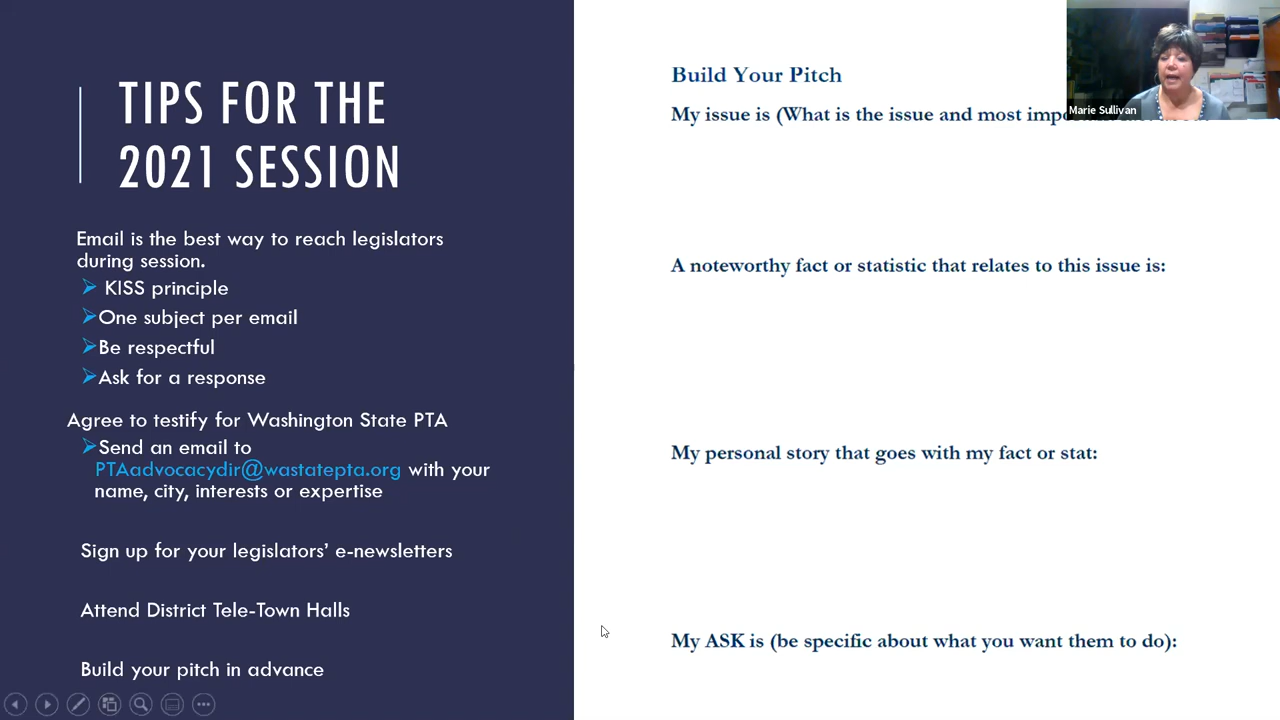 TIPS FOR THE
2021 SESSION
Email is the best way to reach legislators
during session.
KISS principle
One subject per email
Be respectful
Ask for a response
Agree to testify for Washington State PTA
Send an email to
PTAadvocacydir@wastatepta.org with your
name, city, interests or expertise
Sign up for your legislators’ e-newsletters
Attend District Tele-Town Halls
Build your pitch in advance
Build Your Pitch
My issue is (What is the issue and most
A noteworthy fact or statistic that relates to this issue is:
My personal story that goes with my fact or stat:
My ASK is (be specific about what you want them to do):
Marie Sullivan